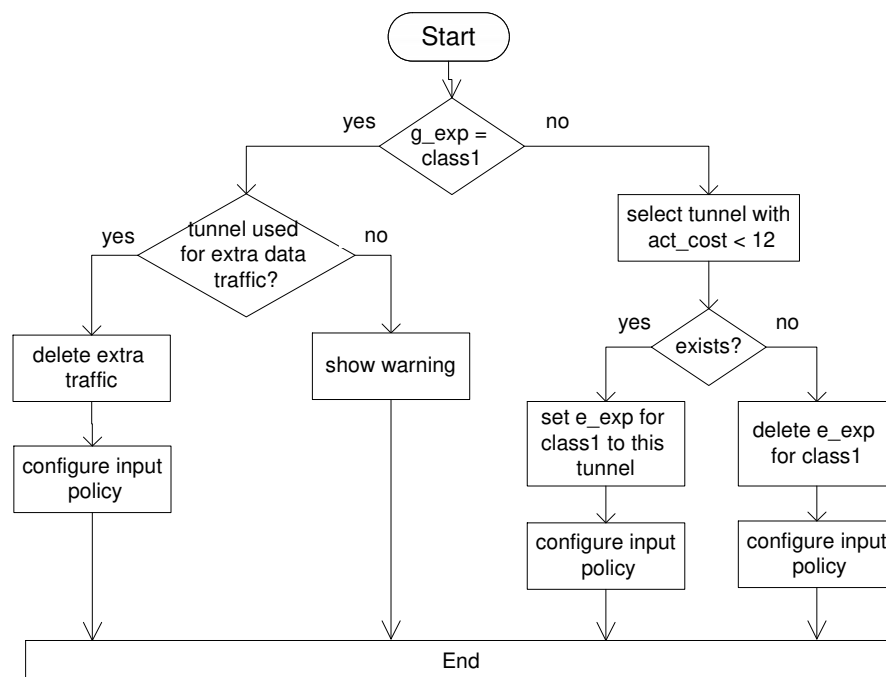 Start
yes
g_exp =
class1
no
yes
tunnel used
for extra data
traffic?
no
select tunnel with
act_cost < 12
yes
exists?
no
delete extra
traffic
show warning
set e_exp for
class1 to this
tunnel
delete e_exp
for class1
configure input
policy
configure input
policy
configure input
policy
End